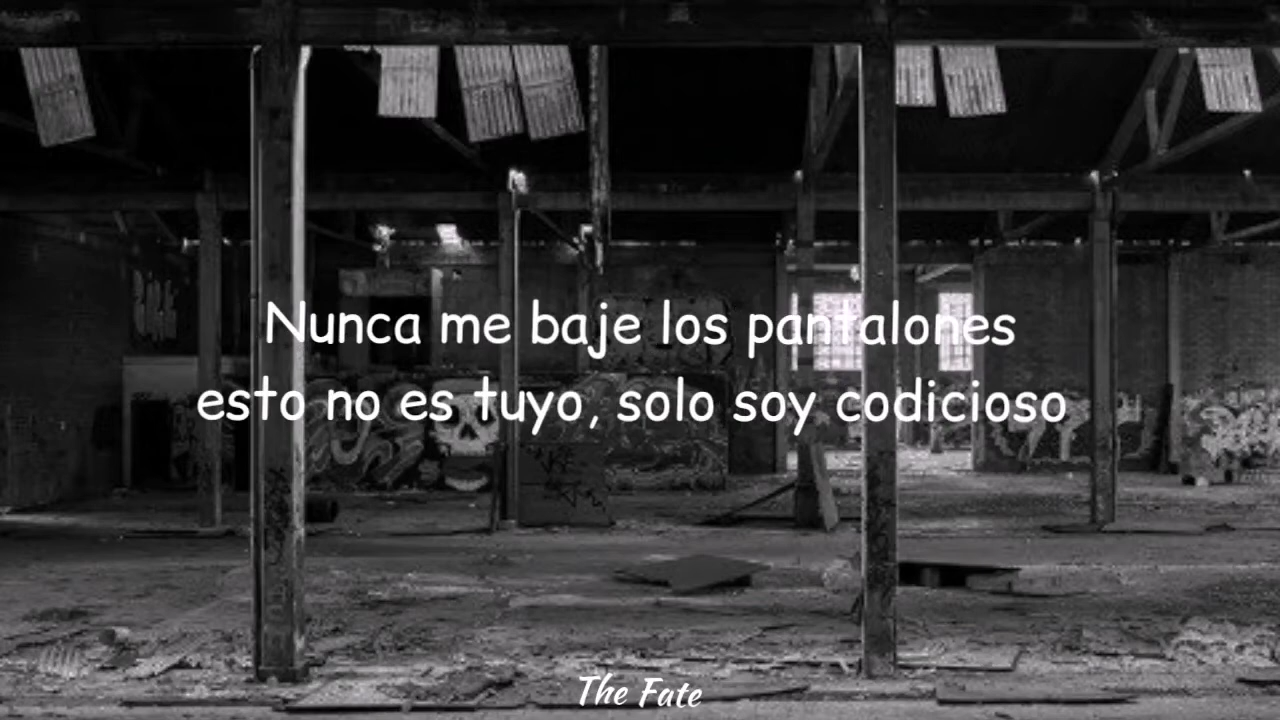 Nunca me baje los pantalones
esto no es tuyo, solo soy codicioso
The Fate